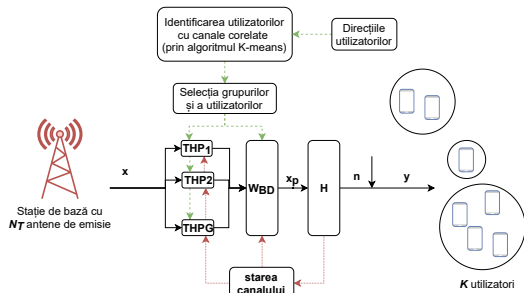 Identificarea utilizatorilor
cu canale corelate
(prin algoritmul K-means)
Direcțiile
utilizatorilor
Selecția grupurilor
și a utilizatorilor
THP1
THP2
THPG
x
WBD
xp
H
n
y
Stație de bază cu
NT antene de emisie
starea
canalului
K utilizatori